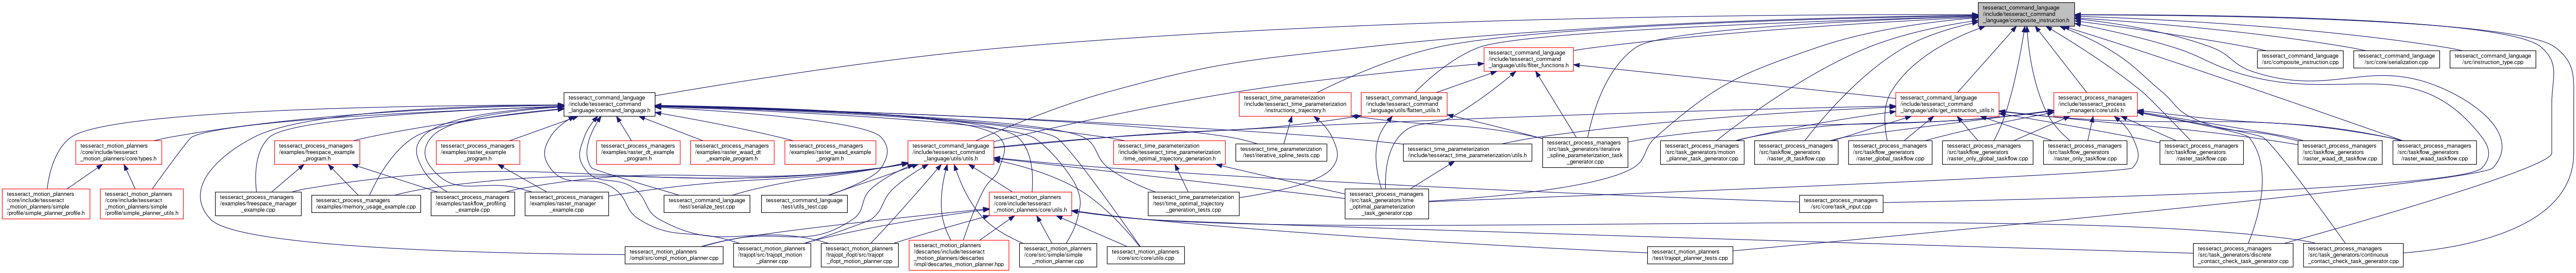 tesseract_command_language
/include/tesseract_command
_language/composite_instruction.h
tesseract_command_language
/include/tesseract_command
_language/utils/filter_functions.h
tesseract_command_language
/src/composite_instruction.cpp
tesseract_command_language
/src/core/serialization.cpp
tesseract_command_language
/src/instruction_type.cpp
tesseract_command_language
/include/tesseract_command
_language/command_language.h
tesseract_time_parameterization
/include/tesseract_time_parameterization
/instructions_trajectory.h
tesseract_command_language
/include/tesseract_command
_language/utils/flatten_utils.h
tesseract_command_language
/include/tesseract_command
_language/utils/get_instruction_utils.h
tesseract_process_managers
/include/tesseract_process
_managers/core/utils.h
tesseract_motion_planners
/core/include/tesseract
_motion_planners/core/types.h
tesseract_process_managers
/examples/freespace_example
_program.h
tesseract_process_managers
/examples/raster_example
_program.h
tesseract_process_managers
/examples/raster_dt_example
_program.h
tesseract_process_managers
/examples/raster_waad_dt
_example_program.h
tesseract_process_managers
/examples/raster_waad_example
_program.h
tesseract_command_language
/include/tesseract_command
_language/utils/utils.h
tesseract_time_parameterization
/include/tesseract_time_parameterization
/time_optimal_trajectory_generation.h
tesseract_time_parameterization
/test/iterative_spline_tests.cpp
tesseract_time_parameterization
/include/tesseract_time_parameterization/utils.h
tesseract_process_managers
/src/task_generators/iterative
_spline_parameterization_task
_generator.cpp
tesseract_process_managers
/src/task_generators/motion
_planner_task_generator.cpp
tesseract_process_managers
/src/taskflow_generators
/raster_dt_taskflow.cpp
tesseract_process_managers
/src/taskflow_generators
/raster_global_taskflow.cpp
tesseract_process_managers
/src/taskflow_generators
/raster_only_global_taskflow.cpp
tesseract_process_managers
/src/taskflow_generators
/raster_only_taskflow.cpp
tesseract_process_managers
/src/taskflow_generators
/raster_taskflow.cpp
tesseract_process_managers
/src/taskflow_generators
/raster_waad_dt_taskflow.cpp
tesseract_process_managers
/src/taskflow_generators
/raster_waad_taskflow.cpp
tesseract_motion_planners
/core/include/tesseract
_motion_planners/simple
/profile/simple_planner_profile.h
tesseract_motion_planners
/core/include/tesseract
_motion_planners/simple
/profile/simple_planner_utils.h
tesseract_process_managers
/examples/freespace_manager
_example.cpp
tesseract_process_managers
/examples/memory_usage_example.cpp
tesseract_process_managers
/examples/taskflow_profiling
_example.cpp
tesseract_process_managers
/examples/raster_manager
_example.cpp
tesseract_command_language
/test/serialize_test.cpp
tesseract_command_language
/test/utils_test.cpp
tesseract_motion_planners
/core/include/tesseract
_motion_planners/core/utils.h
tesseract_time_parameterization
/test/time_optimal_trajectory
_generation_tests.cpp
tesseract_process_managers
/src/task_generators/time
_optimal_parameterization
_task_generator.cpp
tesseract_process_managers
/src/core/task_input.cpp
tesseract_motion_planners
/ompl/src/ompl_motion_planner.cpp
tesseract_motion_planners
/trajopt/src/trajopt_motion
_planner.cpp
tesseract_motion_planners
/trajopt_ifopt/src/trajopt
_ifopt_motion_planner.cpp
tesseract_motion_planners
/descartes/include/tesseract
_motion_planners/descartes
/impl/descartes_motion_planner.hpp
tesseract_motion_planners
/core/src/simple/simple
_motion_planner.cpp
tesseract_motion_planners
/core/src/core/utils.cpp
tesseract_motion_planners
/test/trajopt_planner_tests.cpp
tesseract_process_managers
/src/task_generators/discrete
_contact_check_task_generator.cpp
tesseract_process_managers
/src/task_generators/continuous
_contact_check_task_generator.cpp